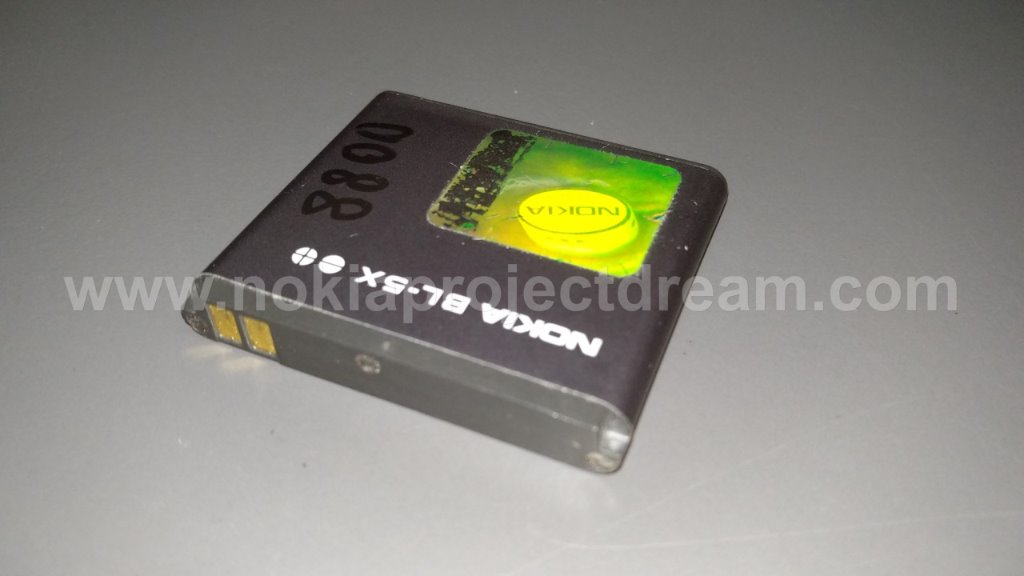 8800
NOKIA
NOKIA BL-5X
www.nokiaprojectdream.com